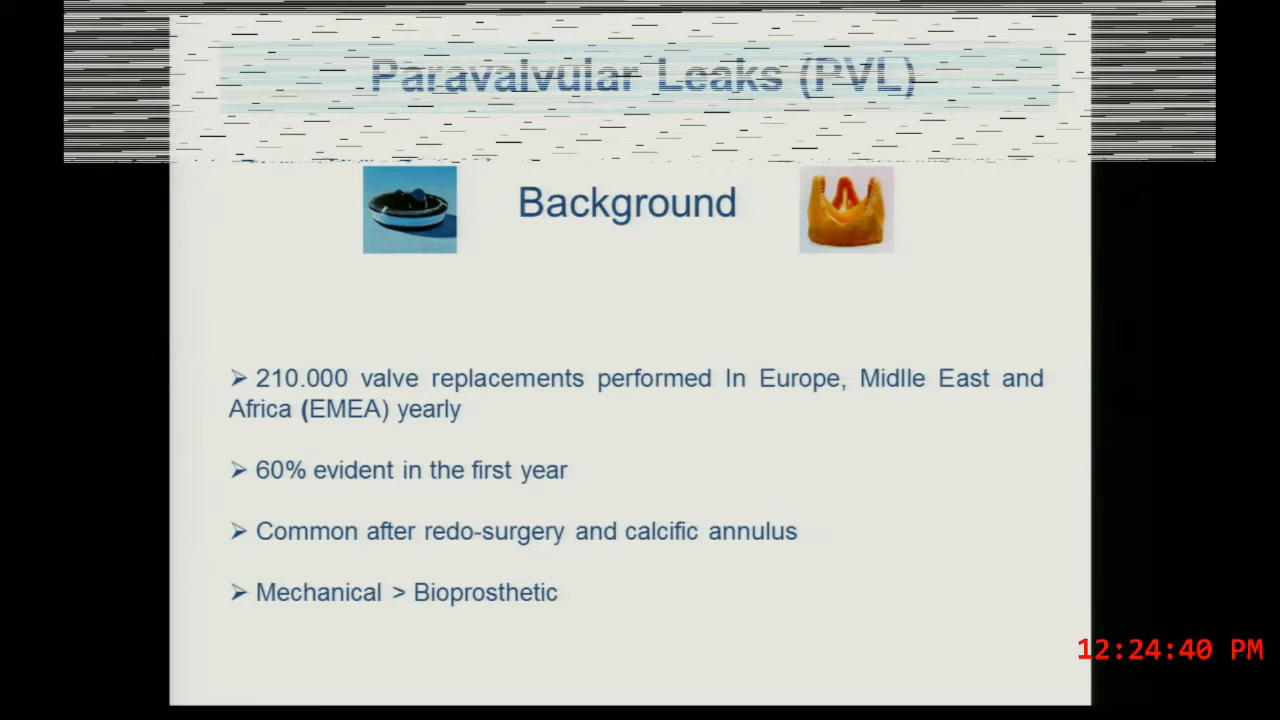 Paravalvular Leaks (PVL)
Background
➢ 210.000 valve replacements performed In Europe, Midlle East and
Africa (EMEA) yearly
➢ 60% evident in the first year
➢ Common after redo-surgery and calcific annulus
➢ Mechanical > Bioprosthetic
12:24:40 PM